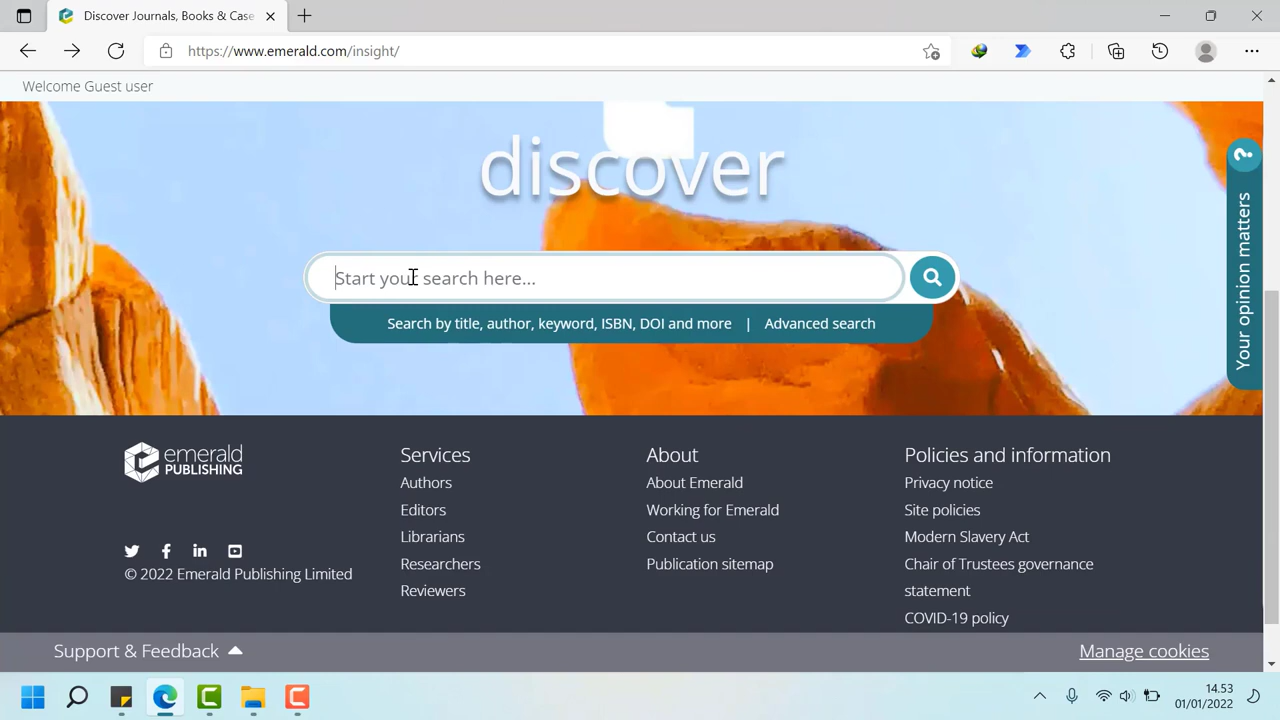 Discover Journals, Books & Case
https://www.emerald.com/insight/
Welcome Guest user
discover
Start your search here...
Search by title, author, keyword, ISBN, DOI and more | Advanced search
Your opinion matters
?
emerald
PUBLISHING
Services
Authors
Editors
Librarians
Researchers
Reviewers
About
About Emerald
Working for Emerald
Contact us
Publication sitemap
Policies and information
Privacy notice
Site policies
Modern Slavery Act
Chair of Trustees governance
statement
COVID-19 policy
© 2022 Emerald Publishing Limited
Support & Feedback
Manage cookies
14.53
01/01/2022